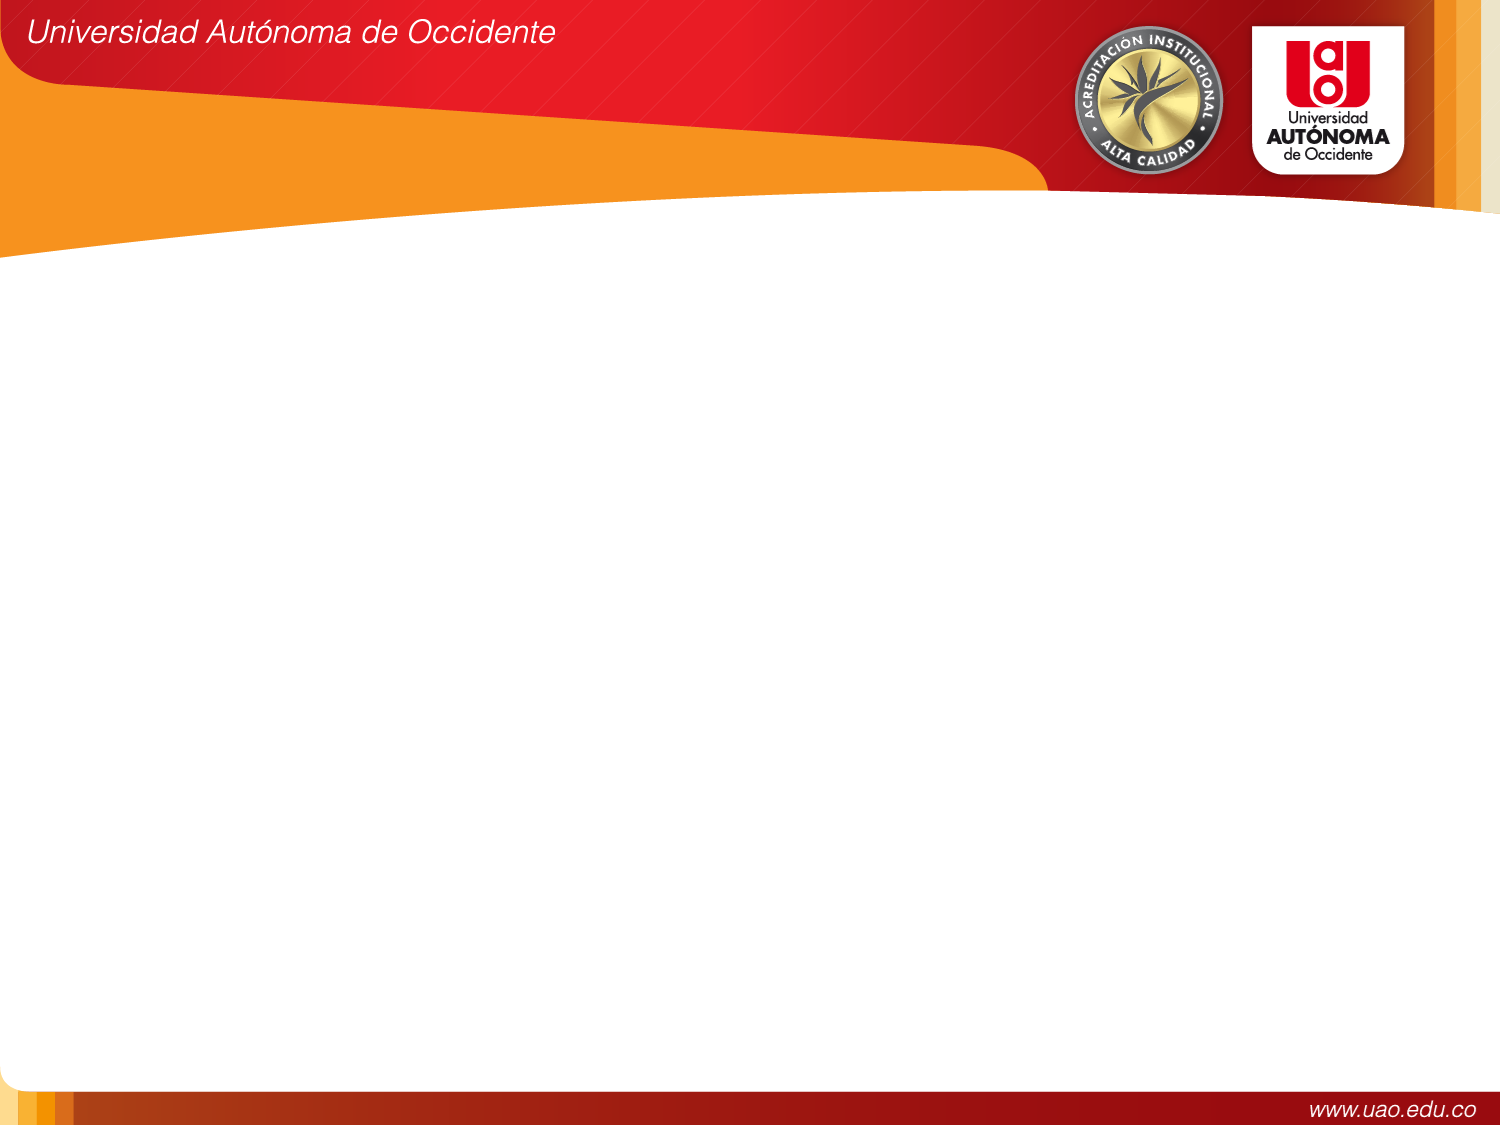 Universidad Autónoma de Occidente
• ACREDITACIÓN INSTITUCIONAL •
ALTA CALIDAD
Universidad
AUTÓNOMA
de Occidente
www.uao.edu.co